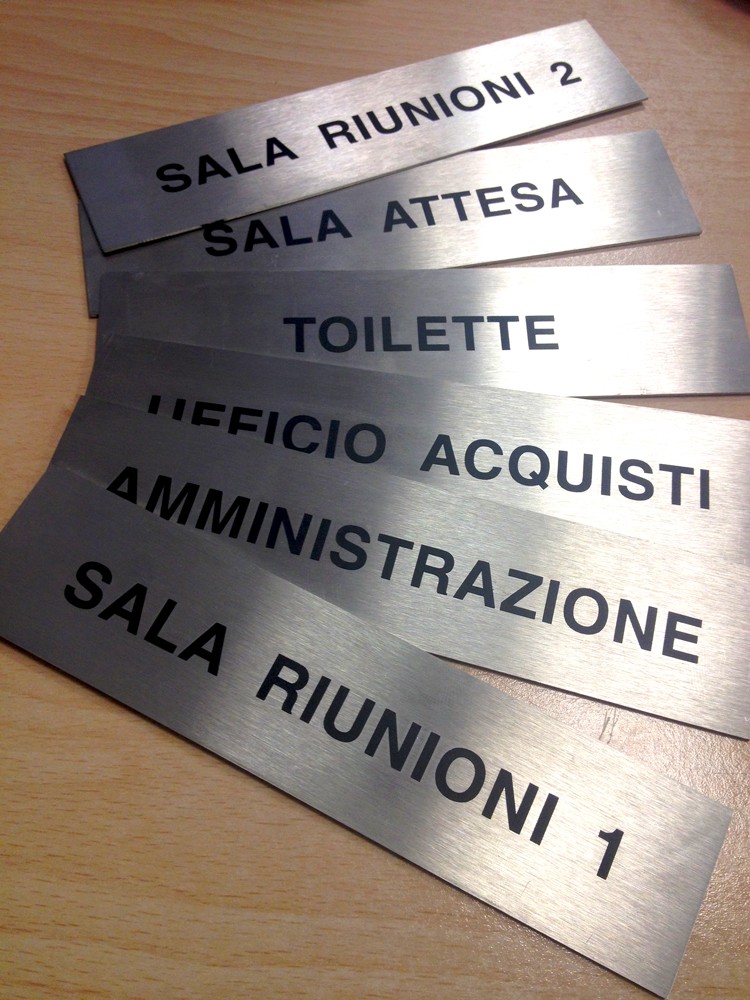 SALA RIUNIONI 2
SALA ATTESA
TOILETTE
UFFICIO ACQUISTI
AMMINISTRAZIONE
SALA RIUNIONI 1